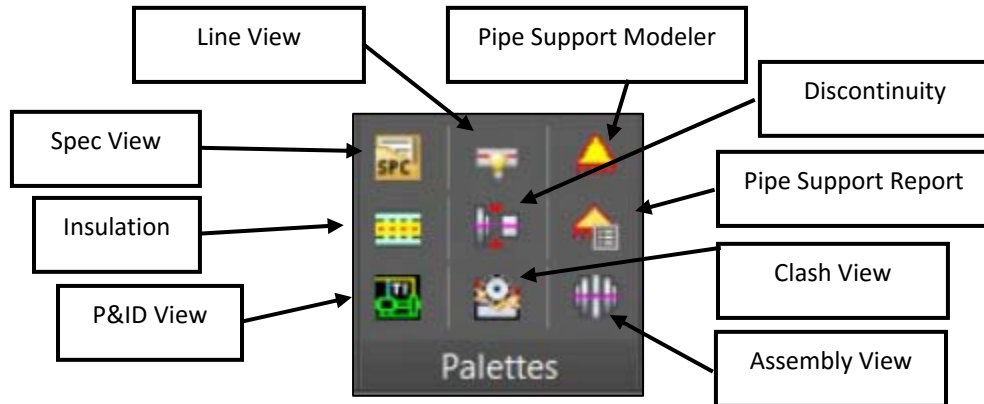 Line View
Pipe Support Modeler
Discontinuity
Spec View
SPC
Pipe Support Report
Insulation
TI
Clash View
P&ID View
Assembly View
Palettes